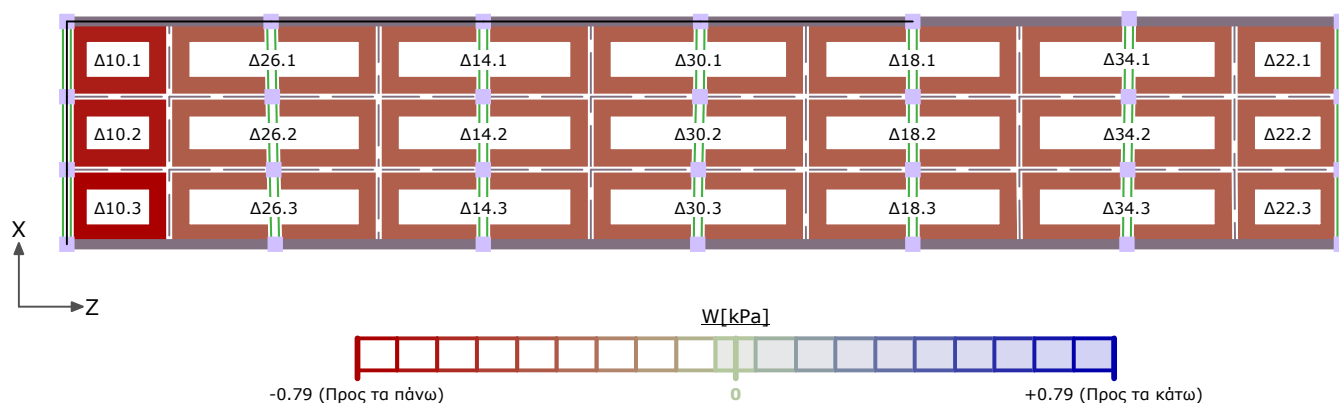 Δ10.1 Δ26.1 Δ14.1 Δ30.1 Δ18.1 Δ34.1 Δ22.1
Δ10.2 Δ26.2 Δ14.2 Δ30.2 Δ18.2 Δ34.2 Δ22.2
Δ10.3 Δ26.3 Δ14.3 Δ30.3 Δ18.3 Δ34.3 Δ22.3
X
Z
W[kPa]
-0.79 (Προς τα πάνω) 0 +0.79 (Προς τα κάτω)